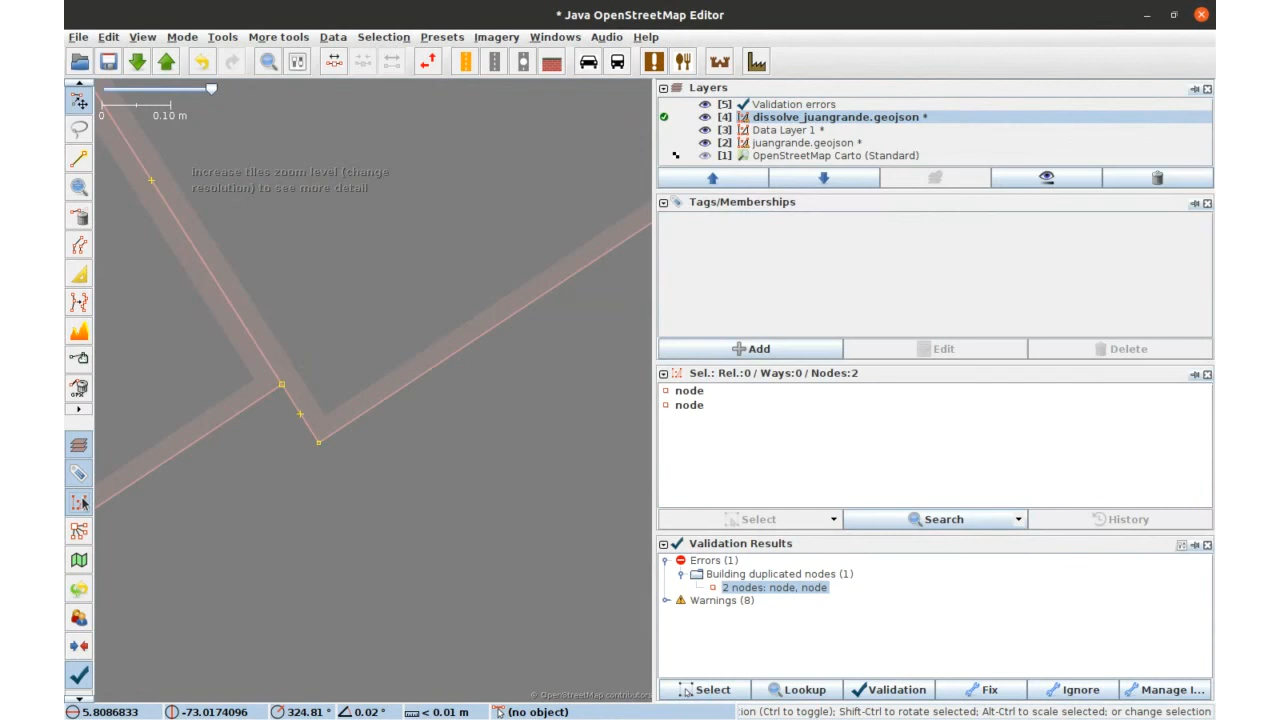 * Java OpenStreetMap Editor
File Edit View Mode Tools More tools Data Selection Presets Imagery Windows Audio Help
0 0.10 m
increase tiles zoom level (change
resolution) to see more detail
© OpenStreetMap contributors
Layers
[5] Validation errors
[4] dissolve_juangrande.geojson *
[3] Data Layer 1 *
[2] juangrande.geojson *
[1] OpenStreetMap Carto (Standard)
Tags/Memberships
Add Edit Delete
Sel.: Rel.:0 / Ways:0 / Nodes:2
node
node
Select Search History
Validation Results
Errors (1)
Building duplicated nodes (1)
2 nodes: node, node
Warnings (8)
Select Lookup Validation Fix Ignore Manage I...
5.8086833 -73.0174096 324.81 ° 0.02 ° < 0.01 m (no object) :ion (Ctrl to toggle); Shift-Ctrl to rotate selected; Alt-Ctrl to scale selected; or change selection